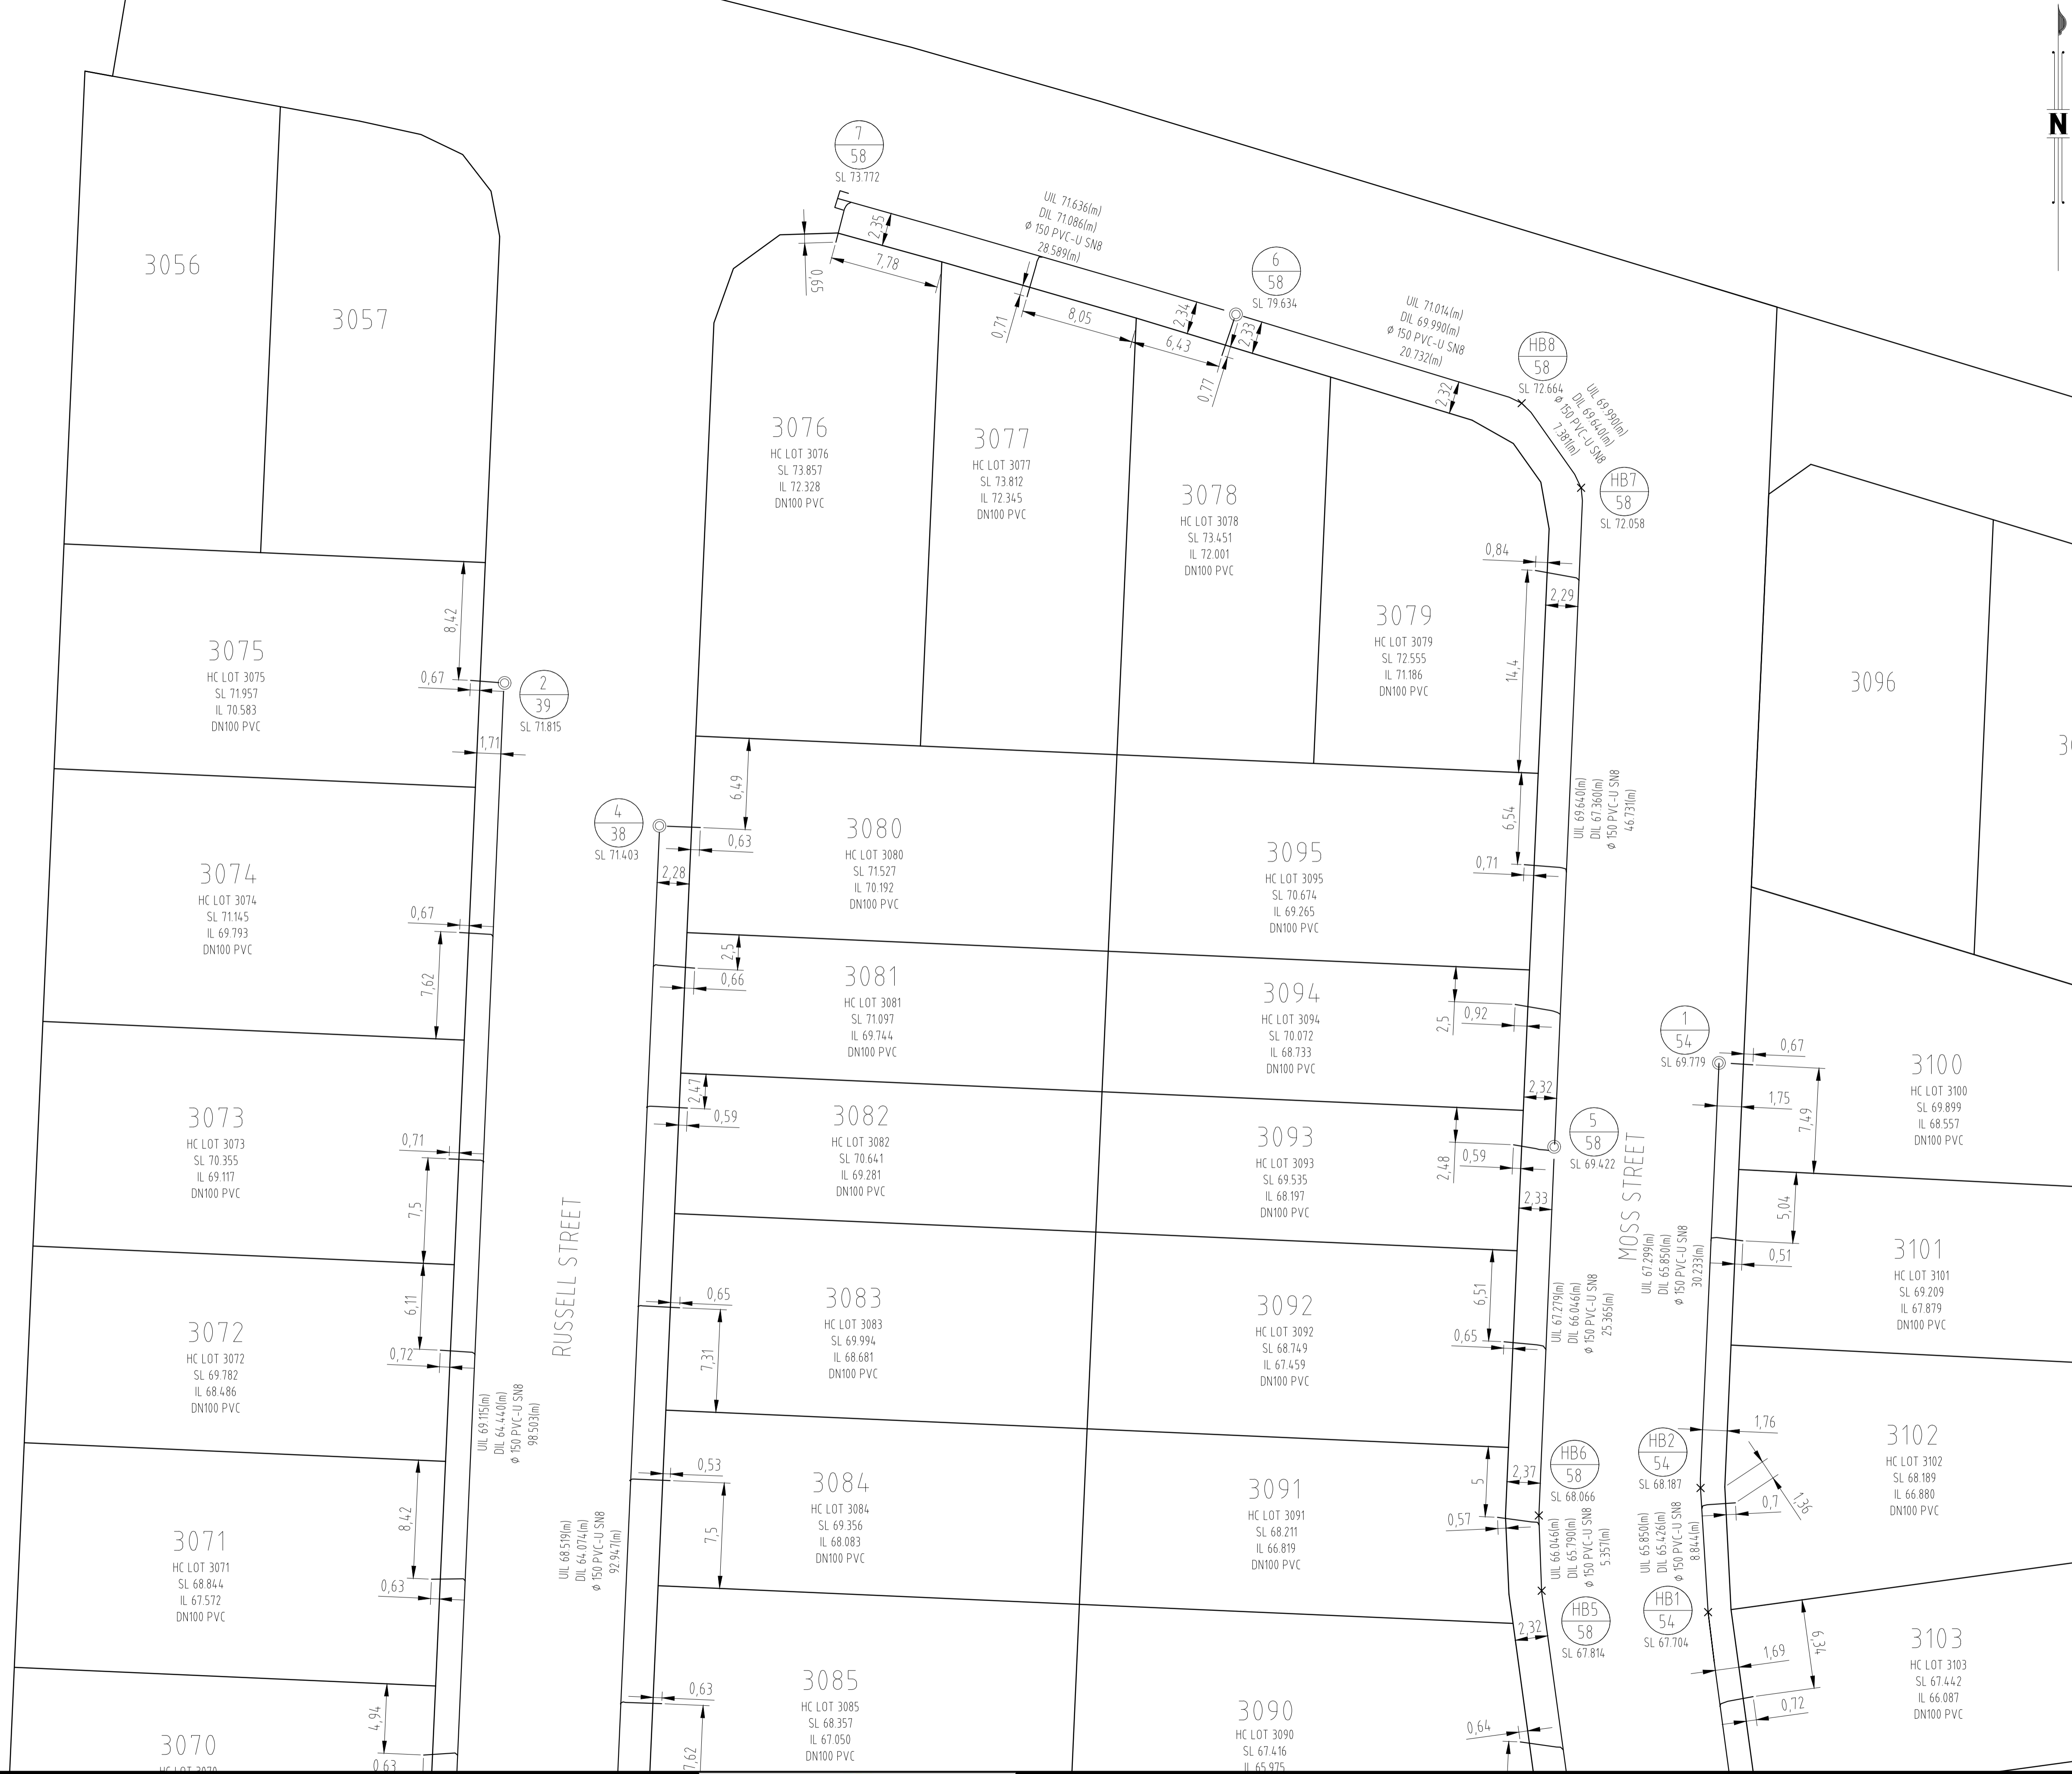 N
7
58
SL 73.772
UIL 71.636(m)
DIL 71.086(m)
φ 150 PVC-U SN8
28.589(m)
2,35
7,78
0,65
0,71
8,05
2,34
6,43
0,77
2,33
6
58
SL 79.634
UIL 71.014(m)
DIL 69.990(m)
φ 150 PVC-U SN8
20.732(m)
2,32
HB8
58
SL 72.664
UIL 69.990(m)
DIL 69.640(m)
φ 150 PVC-U SN8
7.381(m)
HB7
58
SL 72.058
3056
3057
3076
HC LOT 3076
SL 73.857
IL 72.328
DN100 PVC
3077
HC LOT 3077
SL 73.812
IL 72.345
DN100 PVC
3078
HC LOT 3078
SL 73.451
IL 72.001
DN100 PVC
3079
HC LOT 3079
SL 72.555
IL 71.186
DN100 PVC
0,84
2,29
14,4
3096
3075
HC LOT 3075
SL 71.957
IL 70.583
DN100 PVC
8,42
0,67
2
39
SL 71.815
1,71
3074
HC LOT 3074
SL 71.145
IL 69.793
DN100 PVC
0,67
7,62
4
38
SL 71.403
6,49
0,63
2,28
3080
HC LOT 3080
SL 71.527
IL 70.192
DN100 PVC
3095
HC LOT 3095
SL 70.674
IL 69.265
DN100 PVC
6,54
0,71
UIL 69.640(m)
DIL 67.360(m)
φ 150 PVC-U SN8
46.731(m)
2,5
0,66
3081
HC LOT 3081
SL 71.097
IL 69.744
DN100 PVC
3094
HC LOT 3094
SL 70.072
IL 68.733
DN100 PVC
2,5
0,92
2,32
1
54
SL 69.779
0,67
1,75
7,49
3100
HC LOT 3100
SL 69.899
IL 68.557
DN100 PVC
3073
HC LOT 3073
SL 70.355
IL 69.117
DN100 PVC
0,71
7,5
2,47
0,59
3082
HC LOT 3082
SL 70.641
IL 69.281
DN100 PVC
3093
HC LOT 3093
SL 69.535
IL 68.197
DN100 PVC
2,48
0,59
5
58
SL 69.422
2,33
MOSS STREET
RUSSELL STREET
5,04
0,51
3101
HC LOT 3101
SL 69.209
IL 67.879
DN100 PVC
UIL 67.299(m)
DIL 65.850(m)
φ 150 PVC-U SN8
30.233(m)
3072
HC LOT 3072
SL 69.782
IL 68.486
DN100 PVC
6,11
0,72
0,65
7,31
3083
HC LOT 3083
SL 69.994
IL 68.681
DN100 PVC
3092
HC LOT 3092
SL 68.749
IL 67.459
DN100 PVC
6,51
0,65
UIL 67.279(m)
DIL 66.046(m)
φ 150 PVC-U SN8
25.365(m)
UIL 69.115(m)
DIL 64.440(m)
φ 150 PVC-U SN8
98.503(m)
1,76
3102
HC LOT 3102
SL 68.189
IL 66.880
DN100 PVC
HB2
54
SL 68.187
1,36
0,7
HB6
58
SL 68.066
2,37
5
0,57
3091
HC LOT 3091
SL 68.211
IL 66.819
DN100 PVC
0,53
7,5
3084
HC LOT 3084
SL 69.356
IL 68.083
DN100 PVC
3071
HC LOT 3071
SL 68.844
IL 67.572
DN100 PVC
8,42
0,63
UIL 68.519(m)
DIL 64.074(m)
φ 150 PVC-U SN8
92.947(m)
UIL 66.046(m)
DIL 65.790(m)
φ 150 PVC-U SN8
5.357(m)
UIL 65.850(m)
DIL 65.426(m)
φ 150 PVC-U SN8
8.844(m)
HB5
58
SL 67.814
2,32
HB1
54
SL 67.704
1,69
6,34
0,72
3103
HC LOT 3103
SL 67.442
IL 66.087
DN100 PVC
3070
4,94
0,63
0,63
7,62
3085
HC LOT 3085
SL 68.357
IL 67.050
DN100 PVC
3090
HC LOT 3090
SL 67.416
IL 65.975
0,64